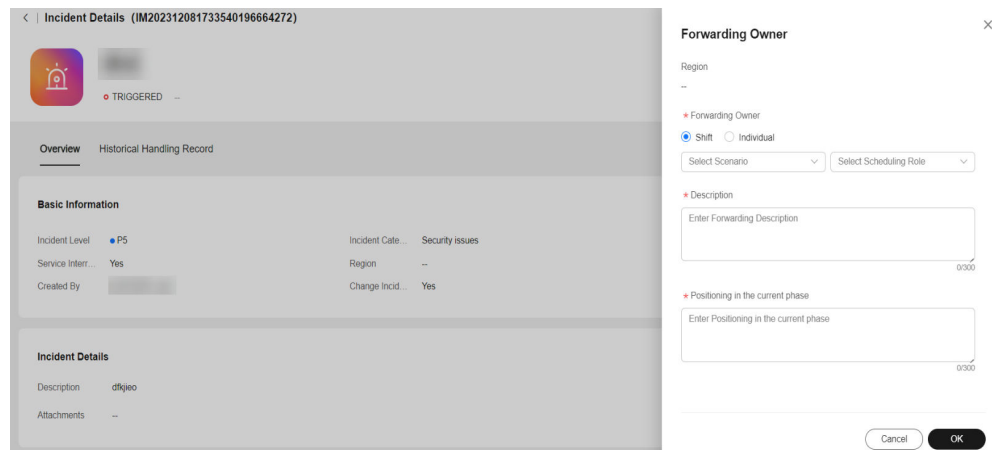 < | Incident Details (IM202312081733540196664272)
TRIGGERED --
Overview Historical Handling Record
Basic Information
Incident Level P5 Incident Cate... Security issues
Service Interr... Yes Region --
Created By Change Incid... Yes
Incident Details
Description dfkjieo
Attachments --
Forwarding Owner
Region
--
* Forwarding Owner
Shift Individual
Select Scenario Select Scheduling Role
* Description
Enter Forwarding Description
0/300
* Positioning in the current phase
Enter Positioning in the current phase
0/300
Cancel OK